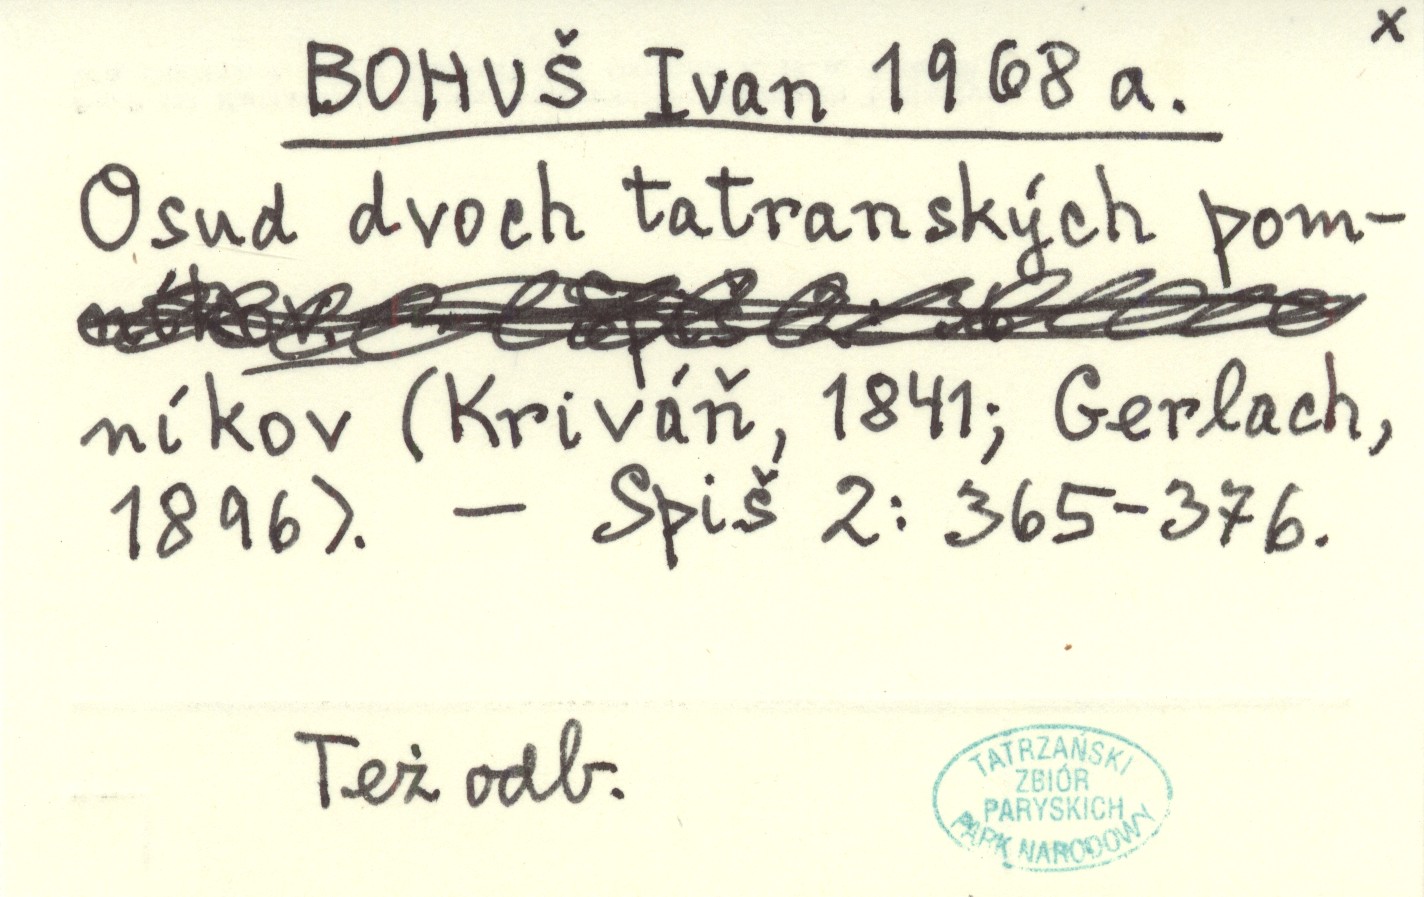 x
BOHUŠ Ivan 1968 a.
Osud dvoch tatranských pom-
níkov (Kriváň, 1841; Gerlach,
1896). — Spiš 2: 365-376.
Też odb.
TATRZAŃSKI
ZBIÓR
PARYSKICH
PARK NARODOWY